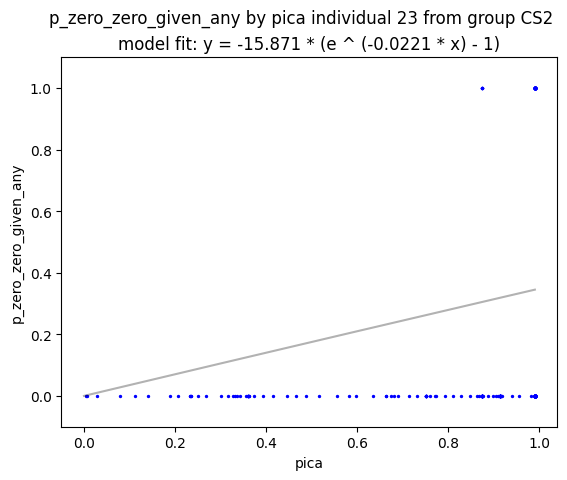 p_zero_zero_given_any by pica individual 23 from group CS2
model fit: y = -15.871 * (e ^ (-0.0221 * x) - 1)
1.0
0.8
0.6
0.4
0.2
0.0
p_zero_zero_given_any
0.0 0.2 0.4 0.6 0.8 1.0
pica